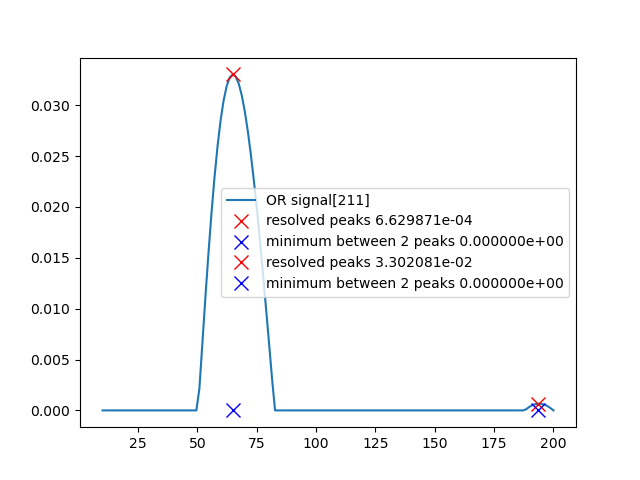 0.030
0.025
0.020
0.015
0.010
0.005
0.000
OR signal[211]
resolved peaks 6.629871e-04
minimum between 2 peaks 0.000000e+00
resolved peaks 3.302081e-02
minimum between 2 peaks 0.000000e+00
25 50 75 100 125 150 175 200